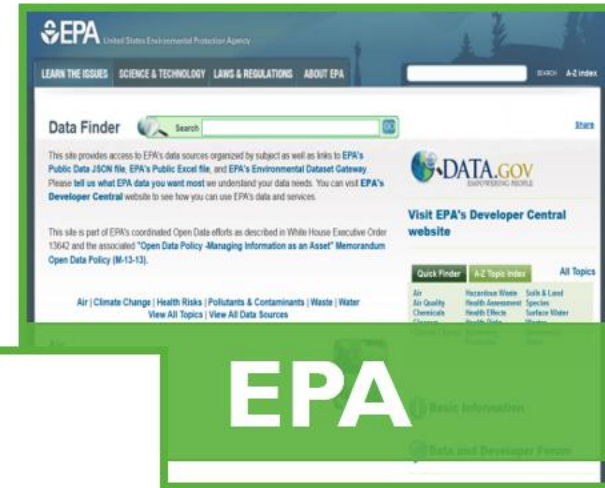 EPA United States Environmental Protection Agency
LEARN THE ISSUES SCIENCE & TECHNOLOGY LAWS & REGULATIONS ABOUT EPA
SEARCH A-Z Index
Data Finder Search GO
Share
This site provides access to EPA's data sources organized by subject as well as links to EPA's
Public Data JSON file, EPA's Public Excel file, and EPA's Environmental Dataset Gateway.
Please tell us what EPA data you want most we understand your data needs. You can visit EPA's
Developer Central website to see how you can use EPA's data and services.
This site is part of EPA's coordinated Open Data efforts as described in White House Executive Order
13642 and the associated "Open Data Policy -Managing Information as an Asset" Memorandum
Open Data Policy (M-13-13).
Air | Climate Change | Health Risks | Pollutants & Contaminants | Waste | Water
View All Topics | View All Data Sources
DATA.GOV
EMPOWERING PEOPLE
Visit EPA's Developer Central
website
Quick Finder A-Z Topic Index All Topics
Air Hazardous Waste Soils & Land
Air Quality Health Assessment Species
Chemicals Health Effects Surface Water
Air
EPA
Basic Information
Data and Developer Forum